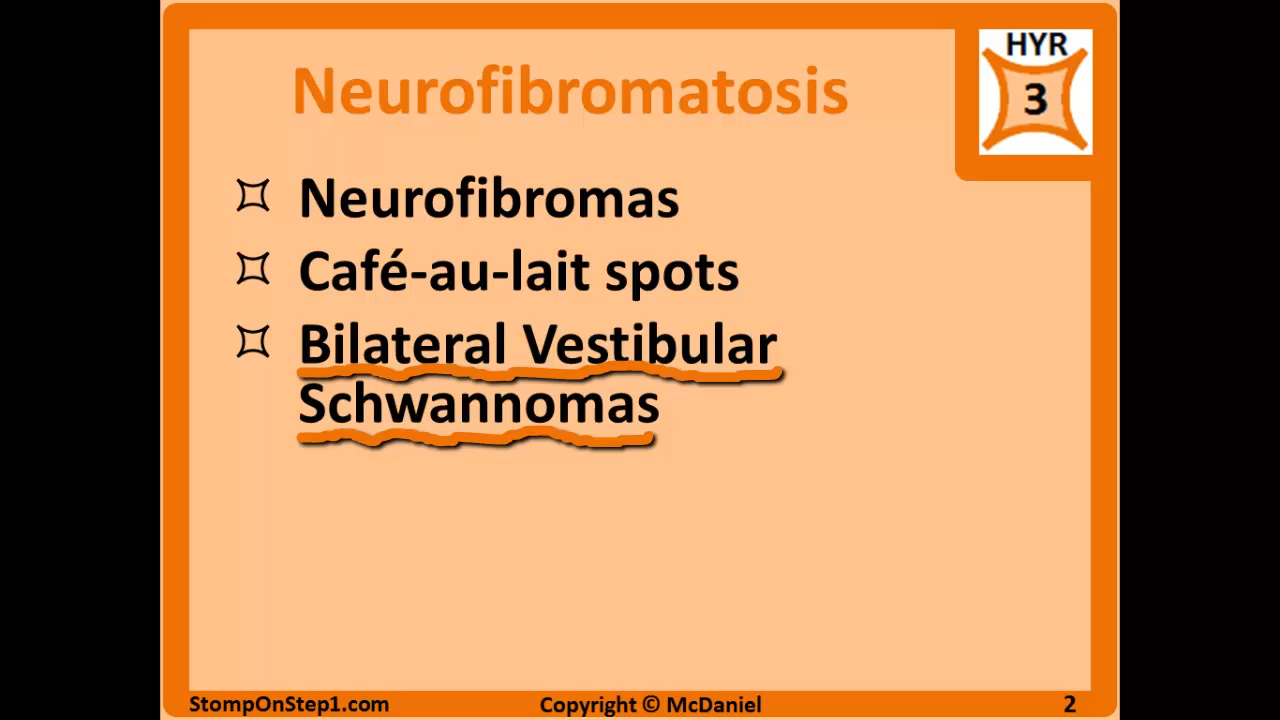 HYR
3
Neurofibromatosis
Neurofibromas
Café-au-lait spots
Bilateral Vestibular
Schwannomas
StompOnStep1.com Copyright © McDaniel 2